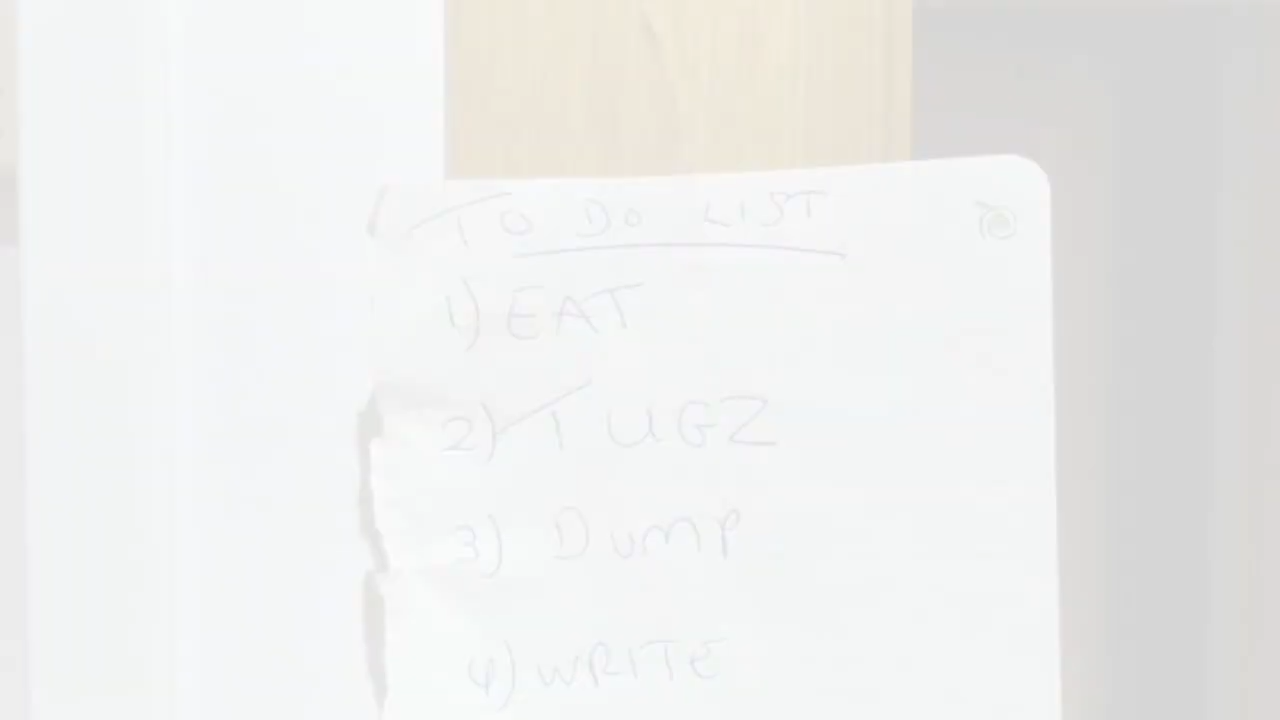 TO DO LIST
1) EAT
2) TUGZ
3) DUMP
4) WRITE